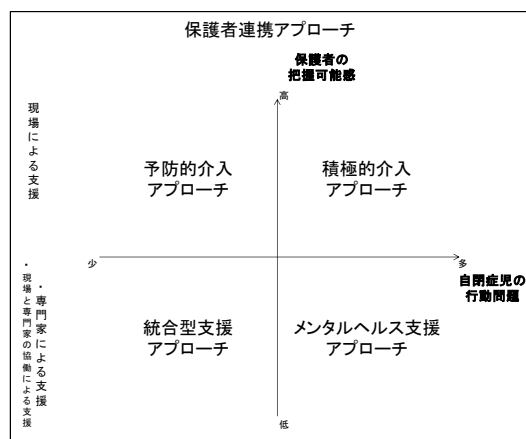 保護者連携アプローチ
保護者の
把握可能感
高
現場による支援
予防的介入
アプローチ
積極的介入
アプローチ
少
多
自閉症児の
行動問題
・専門家による支援
・現場と専門家の協働による支援
統合型支援
アプローチ
メンタルヘルス支援
アプローチ
低